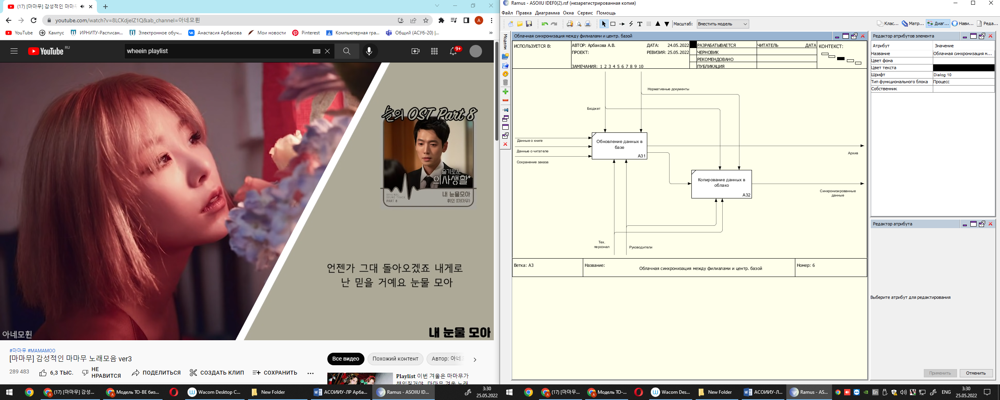 (17) [마마무] 감성적인 마마무
youtube.com/watch?v=8LCKdjeIZ1Q&ab_channel=아네모휜
YouTube
Кампус
ИРНИТУ-Расписан...
Электронное обуч...
Анастасия Арбакова
Мои новости
Pinterest
Компьютерная гра...
Общий (АСУб-20) |...
»
YouTube RU
wheein playlist
9+
늘의 OST Part 8
슬기로운
의사생활+
ORIGINAL
SOUND TRACK
PART 8
내 눈물모아
휘인 (마마무)
언젠가 그대 돌아오겠죠 내게로
난 믿을 거예요 눈물 모아
아네모휜
내 눈물 모아
#마마무 #MAMAMOO
[마마무] 감성적인 마마무 노래모음 ver3
289 483
6,3 ТЫС.
НЕ НРАВИТСЯ
ПОДЕЛИТЬСЯ
СОЗДАТЬ КЛИП
СОХРАНИТЬ
Все видео
Похожий контент
Автор: 아네
Playlist 이번 겨울은 마마무가
Ramus - ASOIIU IDEF0(2).rsf (незарегистрированная копия)
Файл Правка Диаграмма Окна Сервис Помощь
Масштаб: Вместить модель
Клас... Матр... Диаг... Нави... Реда...
Модели
Облачная синхронизация между филиалами и центр. базой
ИСПОЛЬЗУЕТСЯ В:
АВТОР: Арбакова А.В.
ДАТА: 24.05.2022
ПРОЕКТ:
РЕВИЗИЯ: 25.05.2022
ЗАМЕЧАНИЯ: 1 2 3 4 5 6 7 8 9 10
РАЗРАБАТЫВАЕТСЯ
ЧЕРНОВИК
РЕКОМЕНДОВАНО
ПУБЛИКАЦИЯ
ЧИТАТЕЛЬ ДАТА
КОНТЕКСТ:
Нормативные документы
Бюджет
Данные о книге
Данные о читателе
Сохранение заказа
Обновление данных в
базе
A31
Архив
Копирование данных в
облако
A32
Синхронизированные
данные
Тех.
персонал
Руководители
Ветка: A3
Название:
Облачная синхронизация между филиалами и центр. базой
Номер: 6
Редактор атрибутов элемента
Атрибут Значение
Название Облачная синхронизация м...
Цвет фона
Цвет текста
Шрифт Dialog 10
Тип функционального блока Процесс
Собственник
Редактор атрибута
Выберите атрибут для редактирования
Применить
Отменить
(17) [마마무] 감성...
Модель TO-BE биз...
Wacom Desktop C...
New Folder
АСОИИУ-ЛР Арба...
Ramus - ASOIIU ID...
3:30
25.05.2022
(17) [마마무...
Модель TO-...
Wacom Des...
New Folder
АСОИИУ-Л...
Ramus - AS...
En
ENG
3:30
25.05.2022